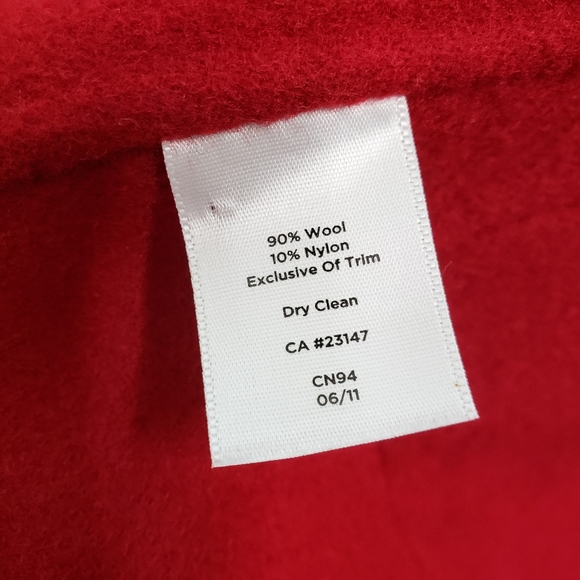 90% Wool
10% Nylon
Exclusive Of Trim
Dry Clean
CA #23147
CN94
06/11